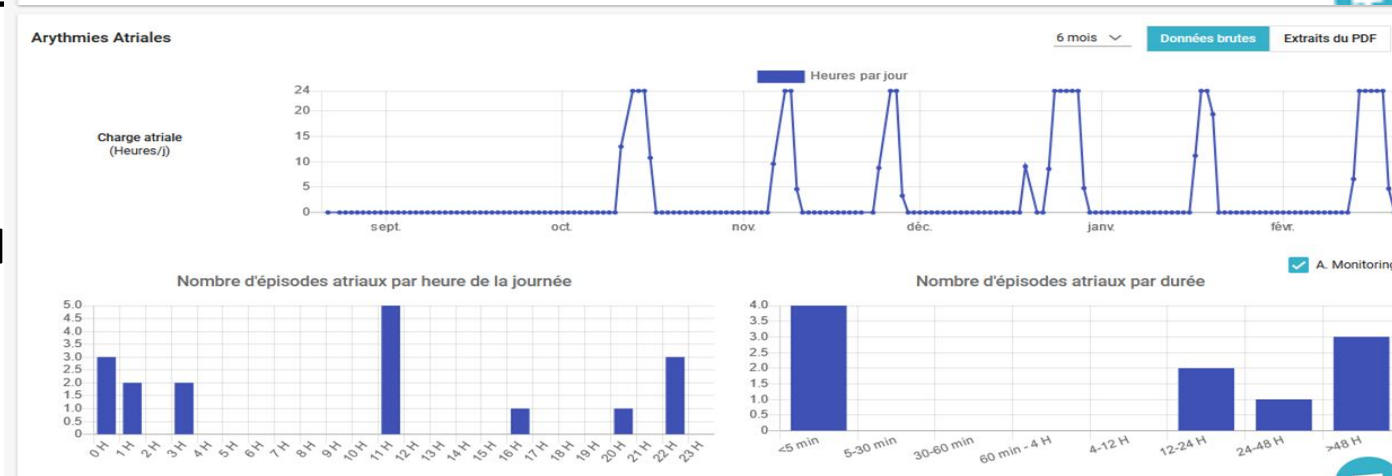 Arythmies Atriales
6 mois
Données brutes
Extraits du PDF
Heures par jour
Charge atriale
(Heures/j)
24
20
15
10
5
0
sept.
oct.
nov.
déc.
janv.
févr.
A. Monitoring
Nombre d'épisodes atriaux par heure de la journée
5.0
4.5
4.0
3.5
3.0
2.5
2.0
1.5
1.0
0.5
0
0 H
1 H
2 H
3 H
4 H
5 H
6 H
7 H
8 H
9 H
10 H
11 H
12 H
13 H
14 H
15 H
16 H
17 H
18 H
19 H
20 H
21 H
22 H
23 H
Nombre d'épisodes atriaux par durée
4.0
3.5
3.0
2.5
2.0
1.5
1.0
0.5
0
<5 min
5-30 min
30-60 min
60 min - 4 H
4-12 H
12-24 H
24-48 H
>48 H